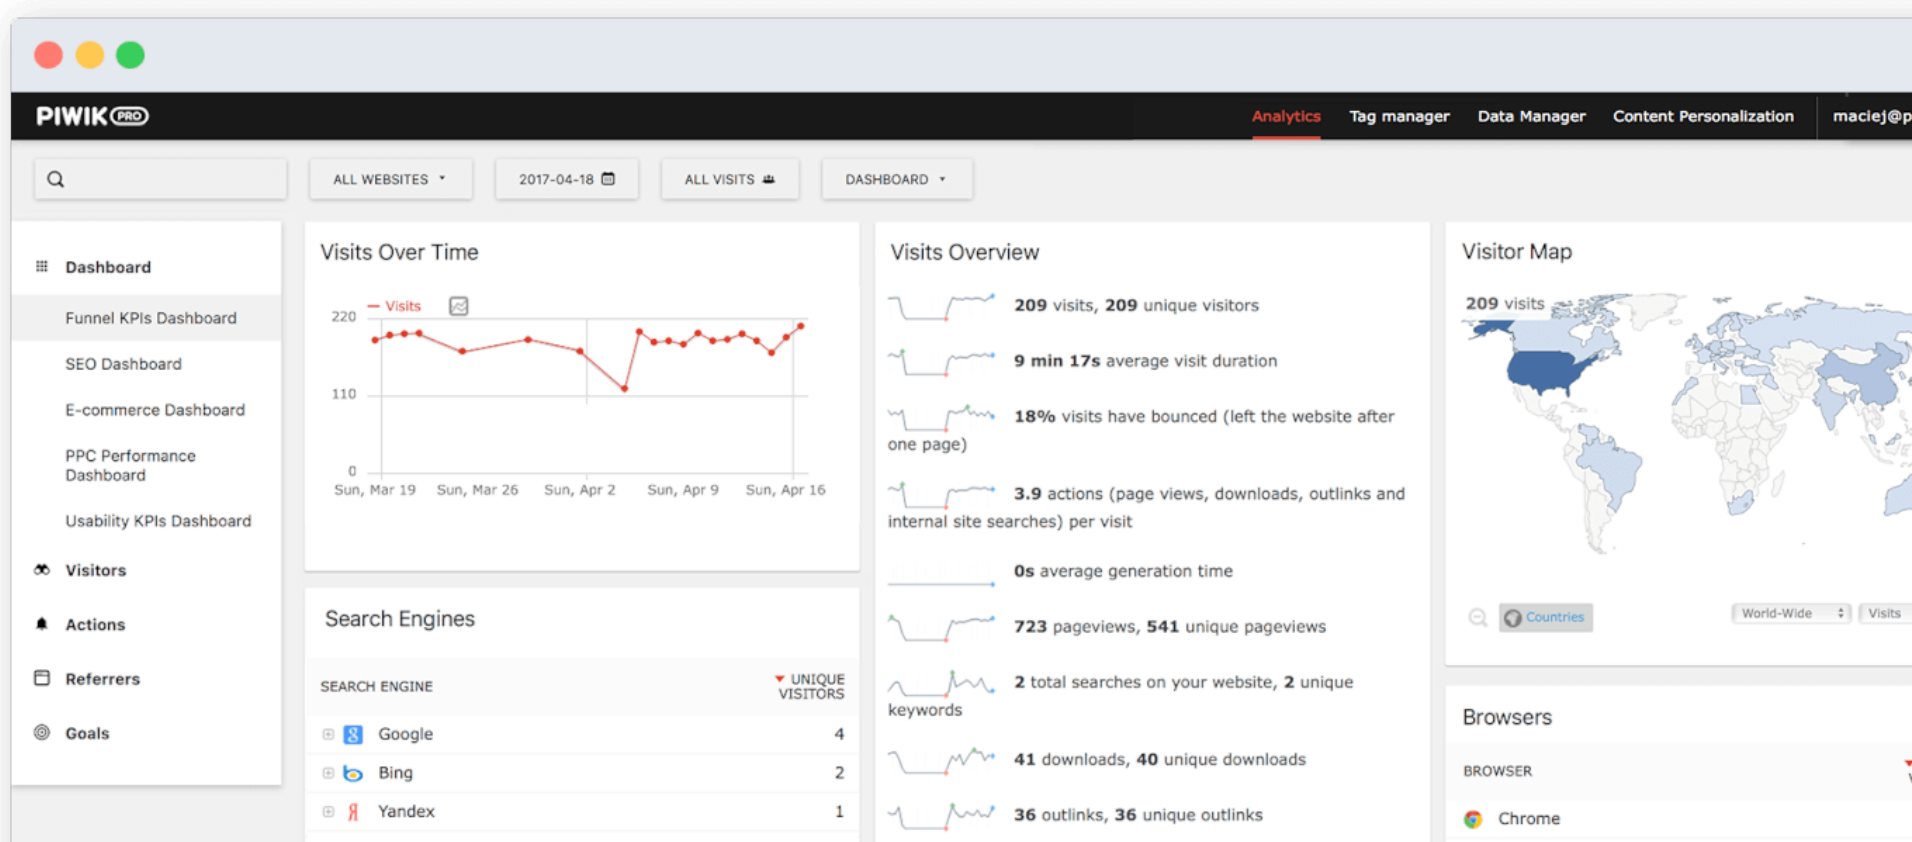 PIWIK PRO
Analytics
Tag manager
Data Manager
Content Personalization
maciej@p
ALL WEBSITES
2017-04-18
ALL VISITS
DASHBOARD
Dashboard
Funnel KPIs Dashboard
SEO Dashboard
E-commerce Dashboard
PPC Performance
Dashboard
Usability KPIs Dashboard
Visitors
Actions
Referrers
Goals
Visits Over Time
Visits
220
110
0
Sun, Mar 19
Sun, Mar 26
Sun, Apr 2
Sun, Apr 9
Sun, Apr 16
Search Engines
SEARCH ENGINE
UNIQUE
VISITORS
Google
4
Bing
2
Yandex
1
Visits Overview
209 visits, 209 unique visitors
9 min 17s average visit duration
18% visits have bounced (left the website after
one page)
3.9 actions (page views, downloads, outlinks and
internal site searches) per visit
0s average generation time
723 pageviews, 541 unique pageviews
2 total searches on your website, 2 unique
keywords
41 downloads, 40 unique downloads
36 outlinks, 36 unique outlinks
Visitor Map
209 visits
Countries
World-Wide
Visits
Browsers
BROWSER
Chrome